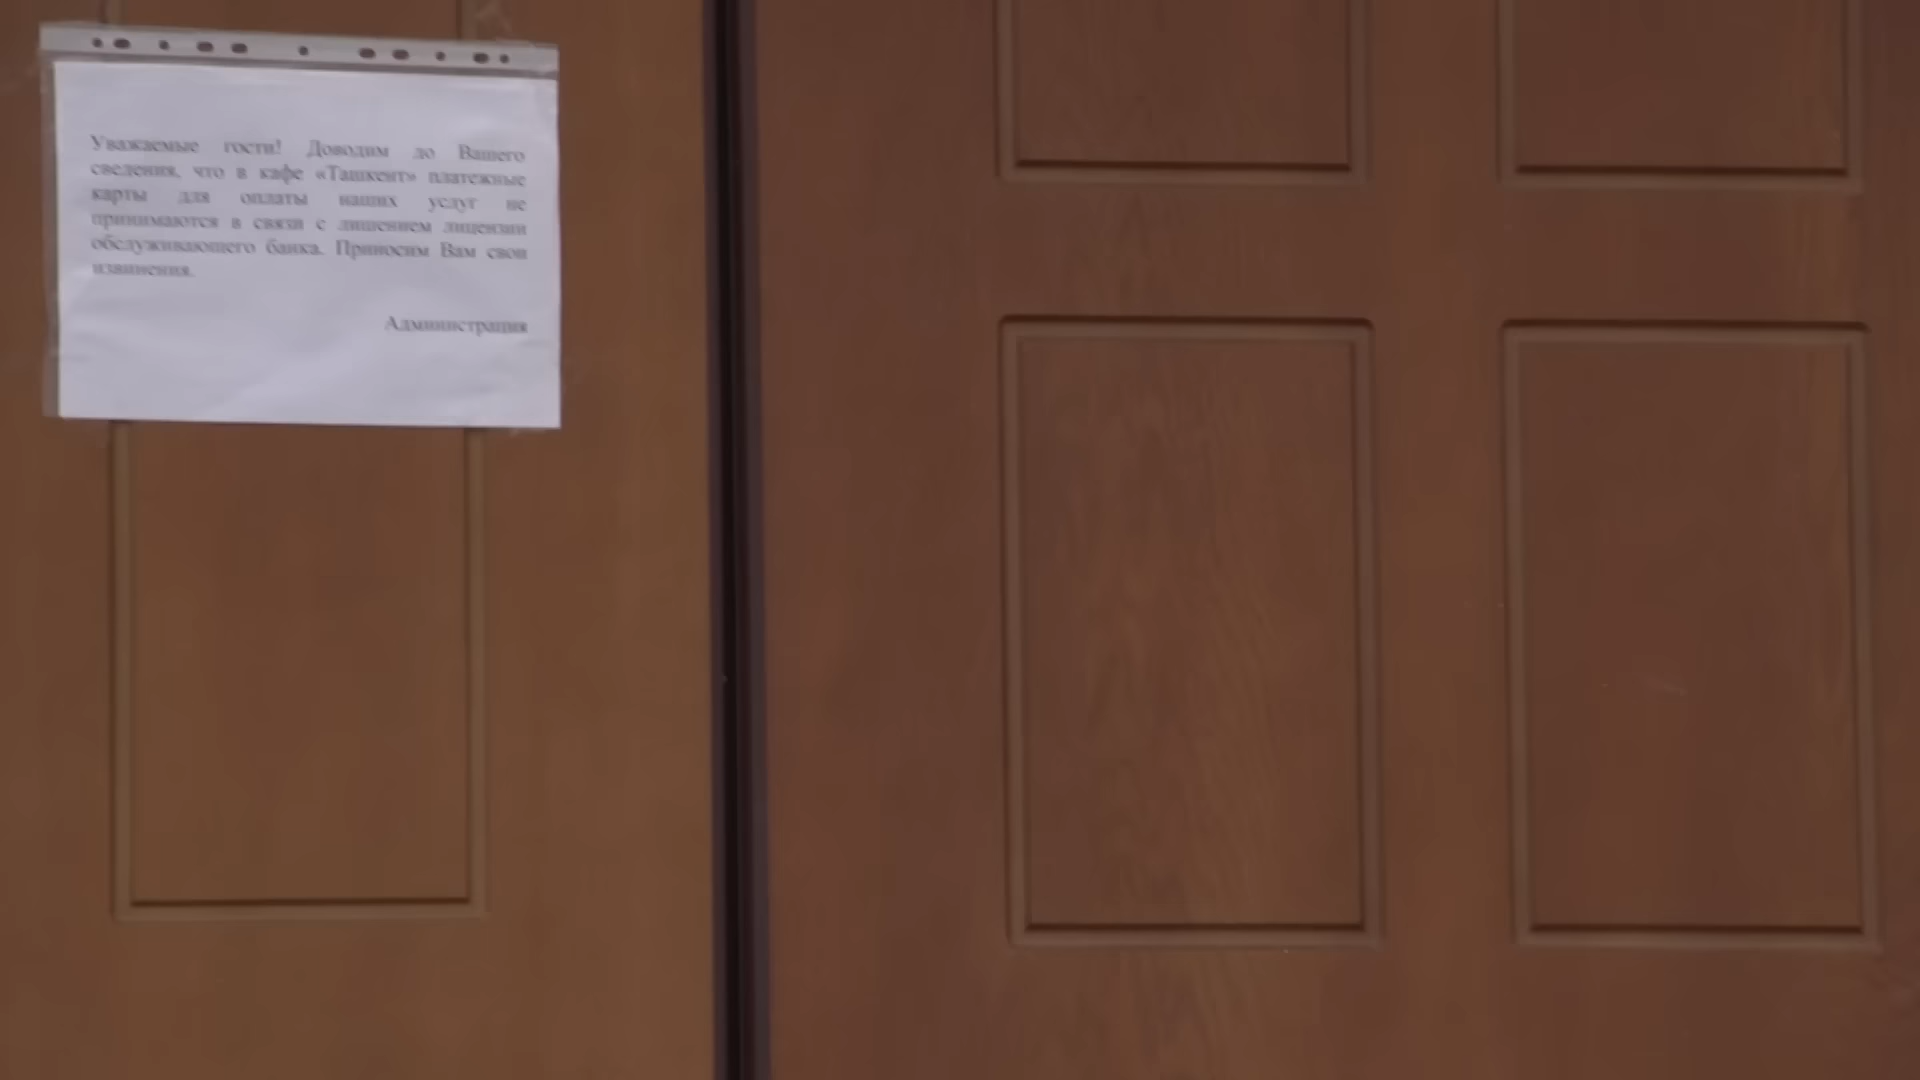 Уважаемые гости! Доводим до Вашего
сведения, что в кафе «Ташкент» платежные
карты для оплаты наших услуг не
принимаются в связи с лишением лицензии
обслуживающего банка. Приносим Вам свои
извинения.
Администрация